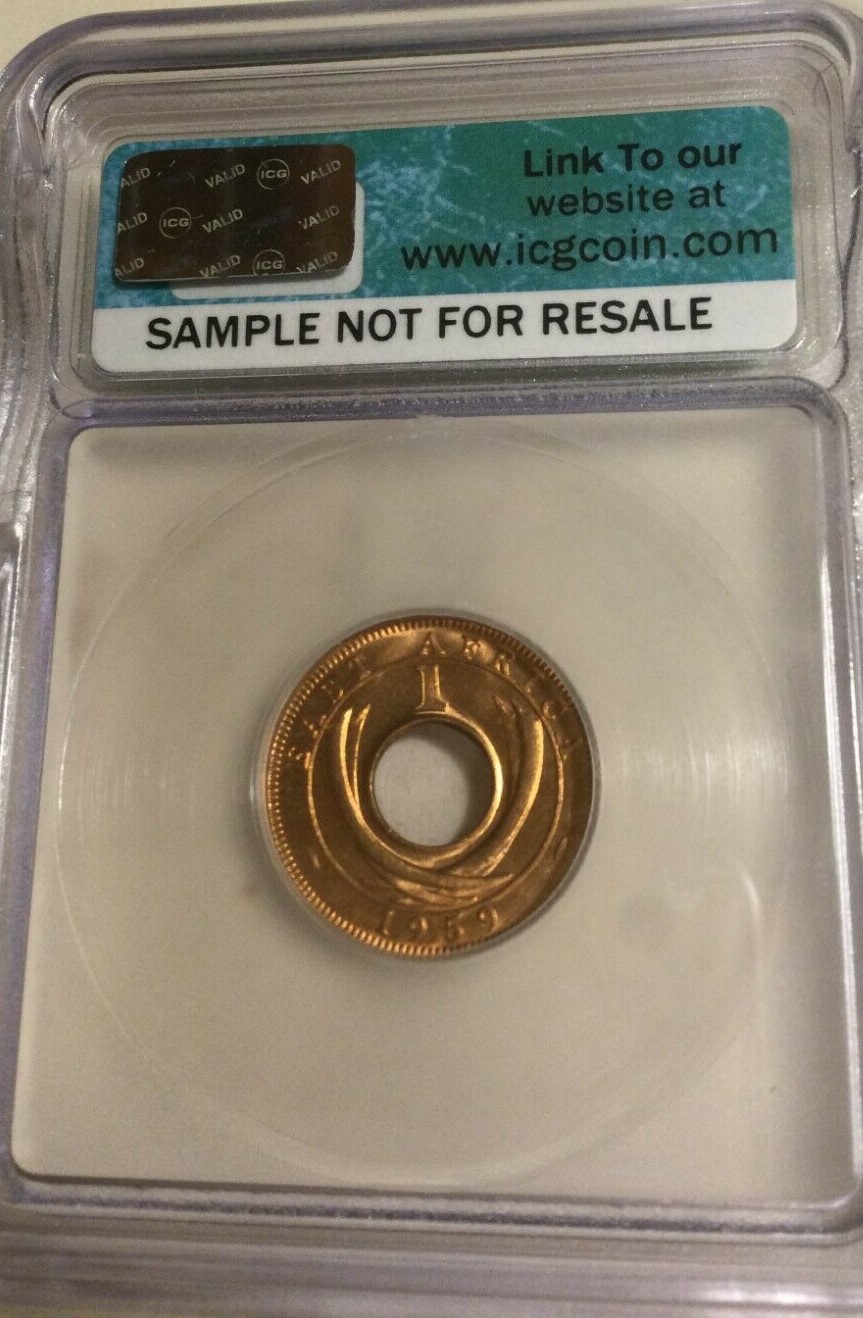 ALID VALID ICG VALID
ALID ICG VALID VALID
ALID VALID ICG VALID
Link To our
website at
www.icgcoin.com
SAMPLE NOT FOR RESALE
EAST AFRICA
1
1959